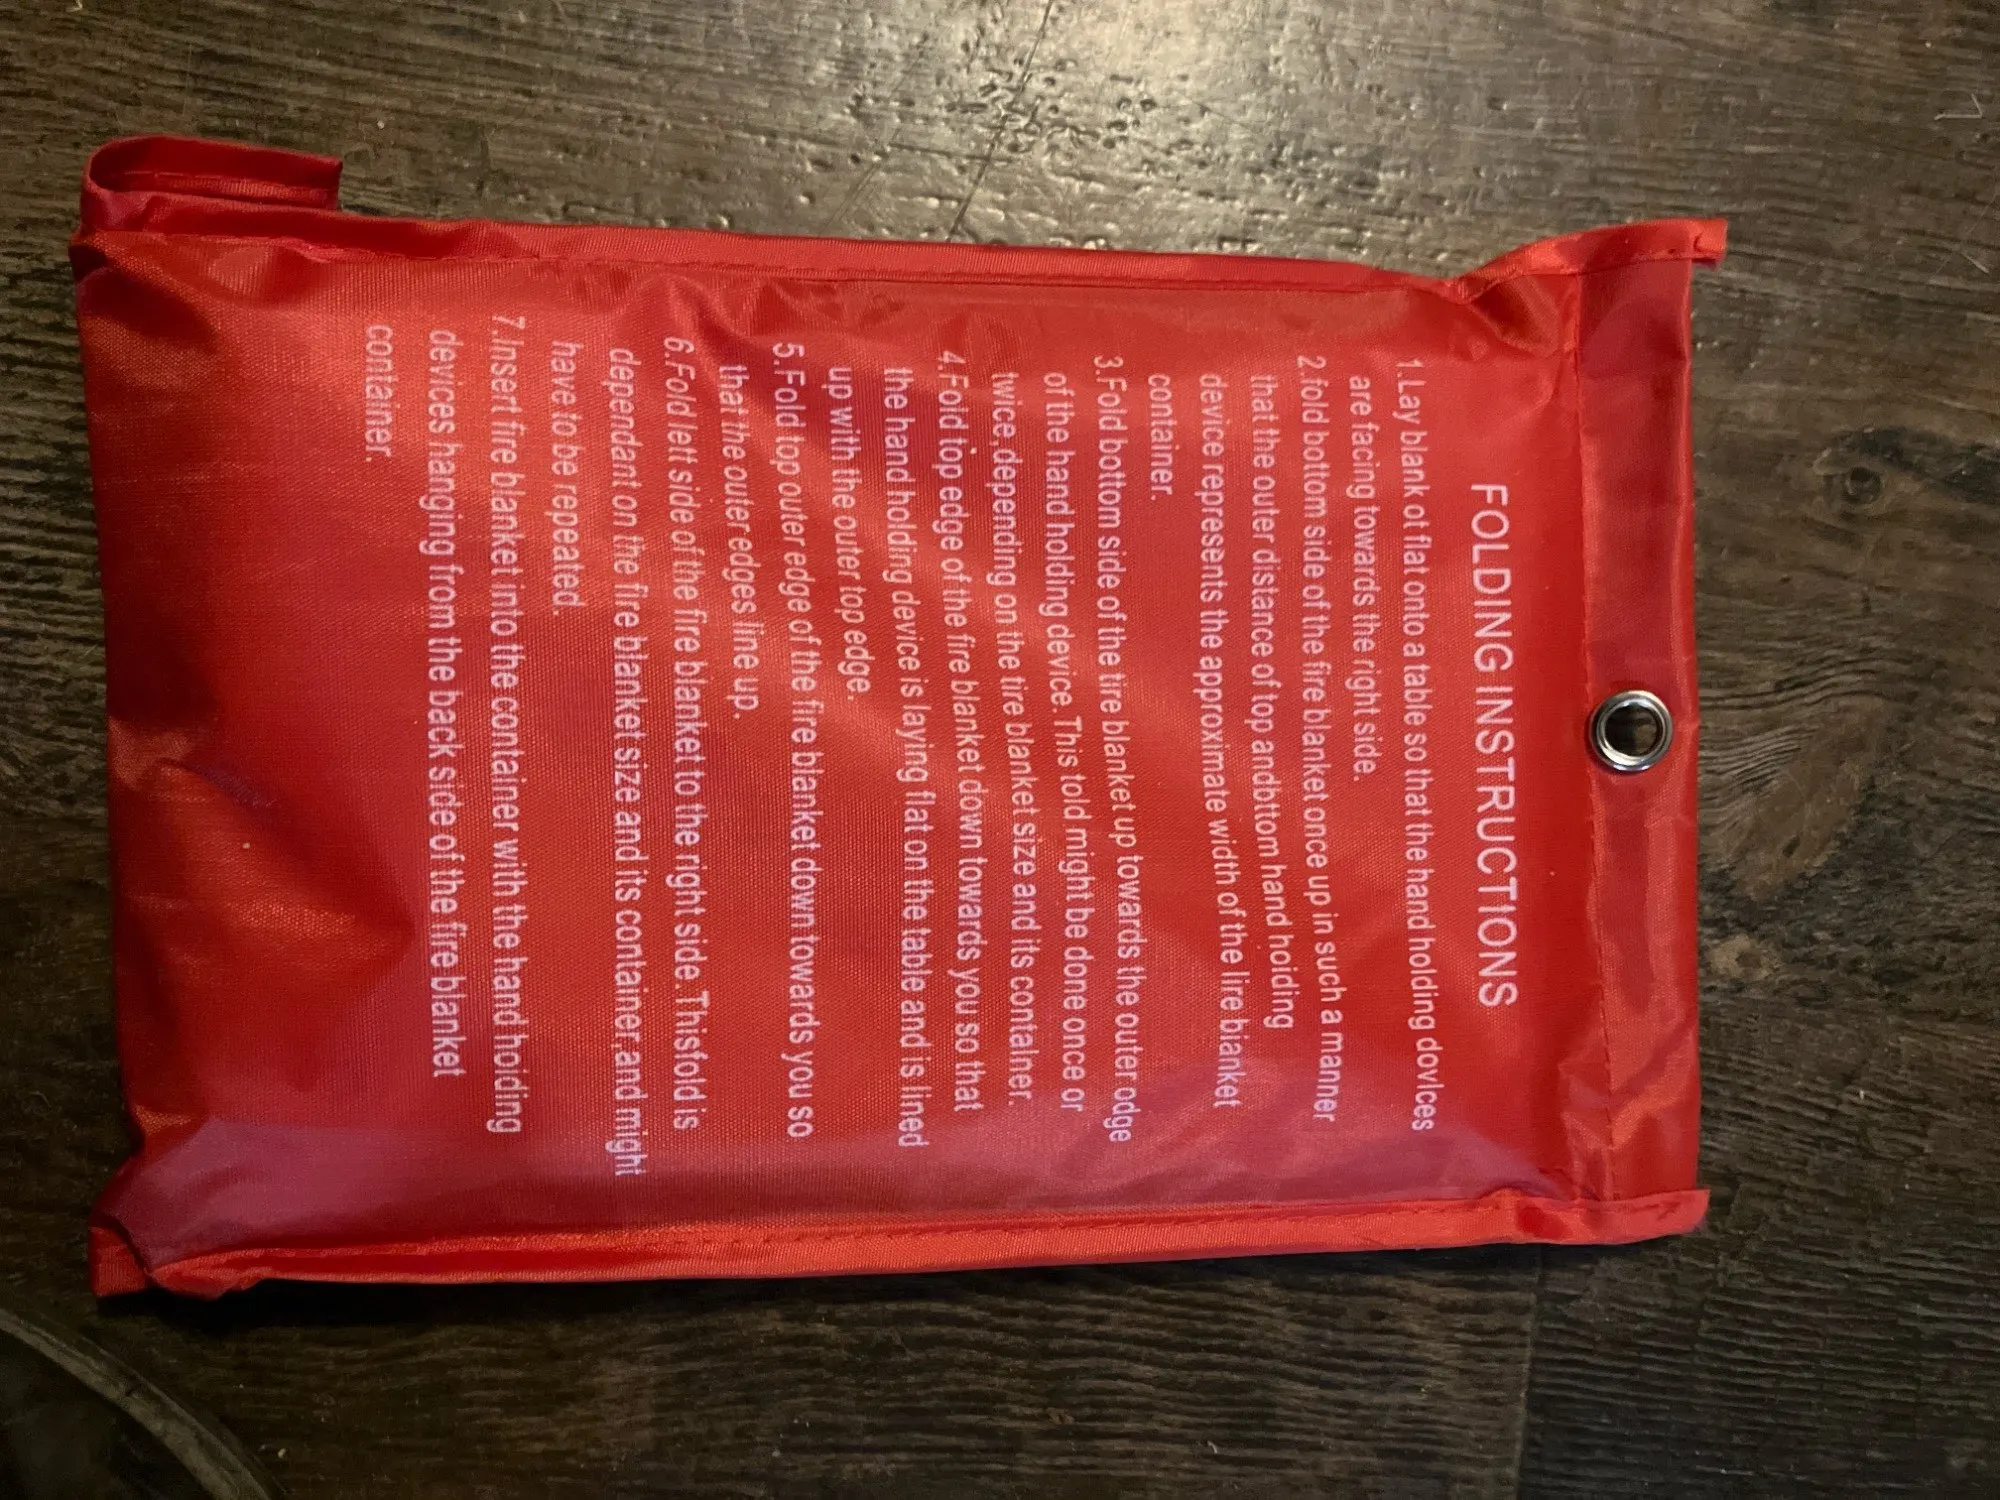 FOLDING INSTRUCTIONS
1.Lay blank ot flat onto a table so that the hand holding dovlces
are facing towards the right side.
2.fold bottom side of the fire blanket once up in such a manner
that the outer distance of top andbttom hand hoiding
device represents the approximate width of the lire blanket
container.
3.Fold bottom side of the tire blanket up towards the outer odge
of the hand holding device. This told might be done once or
twice, depending on the tire blanket size and its container.
4.Fold top edge of the fire blanket down towards you so that
the hand holding device is laying flat on the table and is lined
up with the outer top edge.
5.Fold top outer edge of the fire blanket down towards you so
that the outer edges line up.
6.Fold left side of the fire blanket to the right side.Thisfold is
dependant on the fire blanket size and its container,and might
have to be repeated.
7.Insert fire blanket into the container with the hand hoiding
devices hanging from the back side of the fire blanket
container.